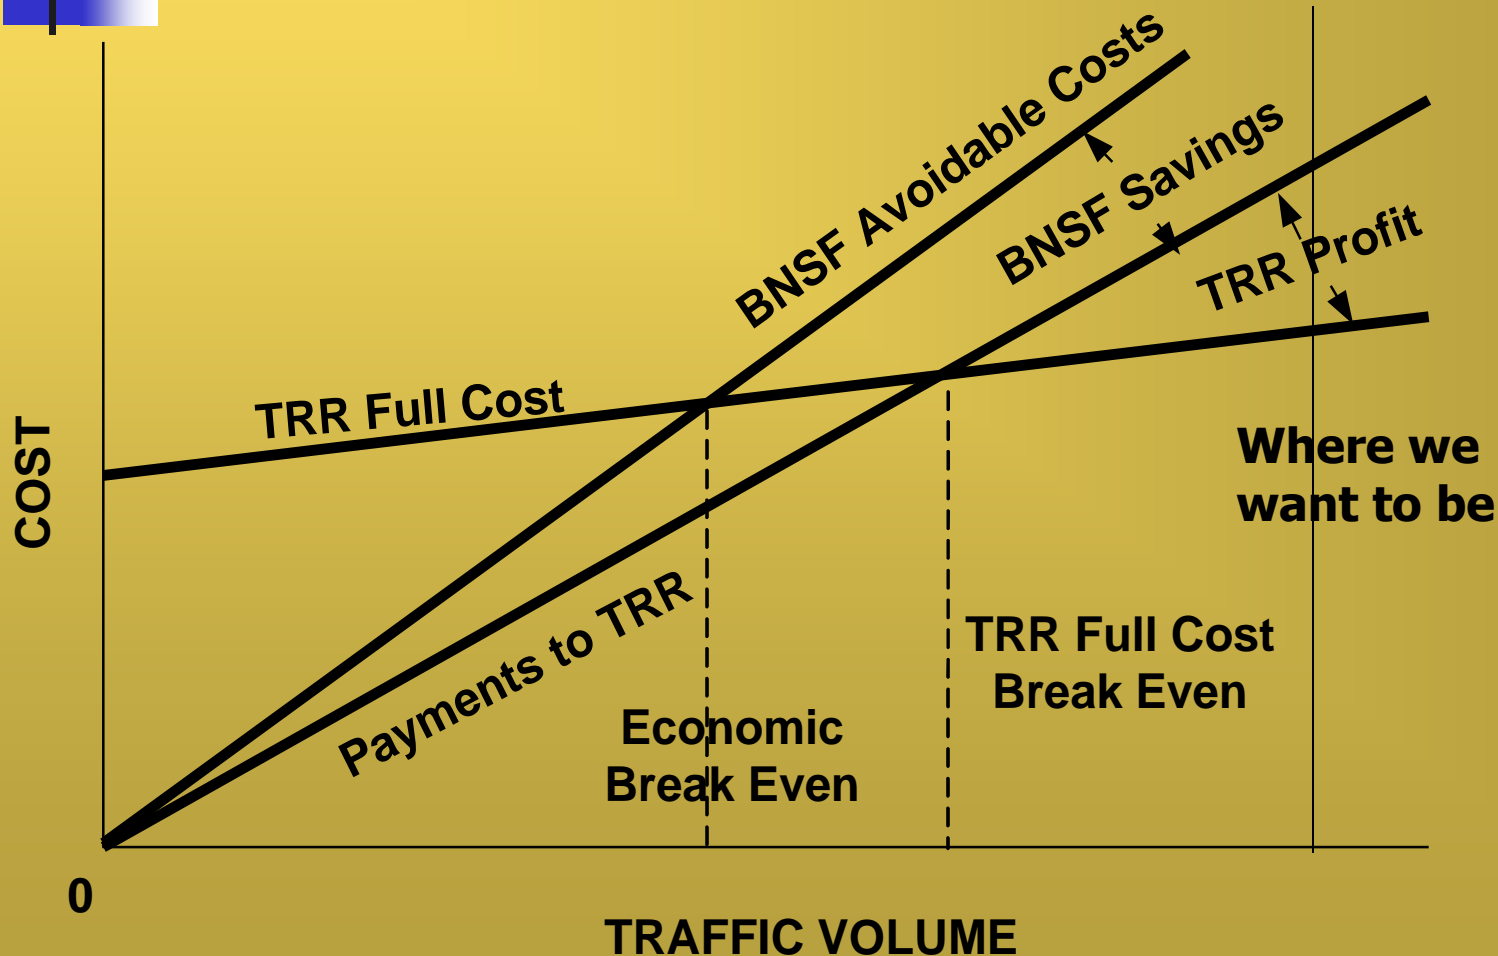 BNSF Avoidable Costs
BNSF Savings
TRR Profit
TRR Full Cost
COST
Where we
want to be
Payments to TRR
TRR Full Cost
Break Even
Economic
Break Even
0
TRAFFIC VOLUME